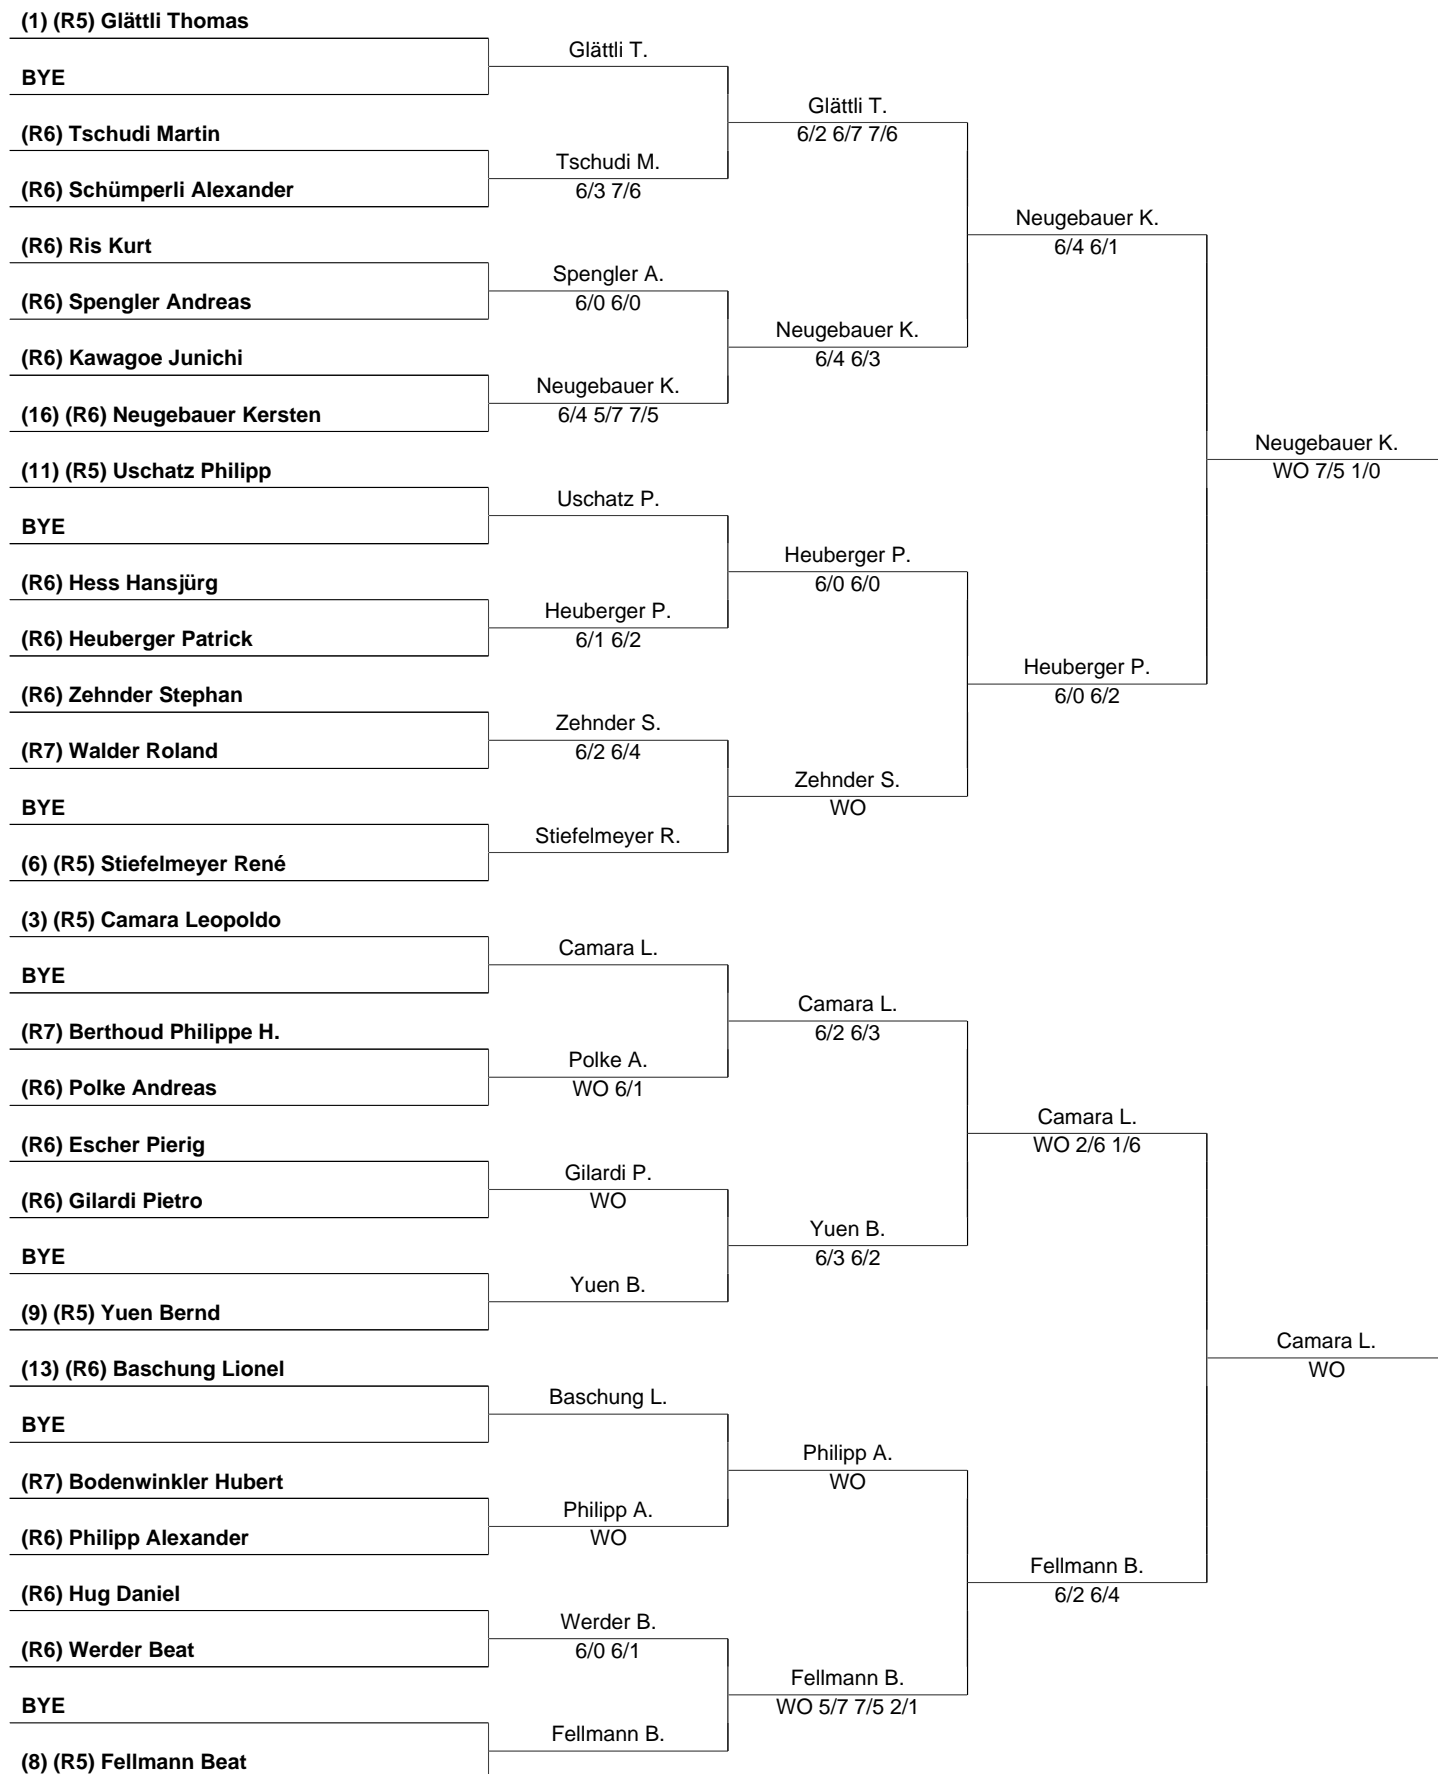 (1) (R5) Glättli Thomas
Glättli T.
BYE
Glättli T.
6/2 6/7 7/6
(R6) Tschudi Martin
Tschudi M.
6/3 7/6
(R6) Schümperli Alexander
Neugebauer K.
6/4 6/1
(R6) Ris Kurt
Spengler A.
6/0 6/0
(R6) Spengler Andreas
Neugebauer K.
6/4 6/3
(R6) Kawagoe Junichi
Neugebauer K.
6/4 5/7 7/5
(16) (R6) Neugebauer Kersten
Neugebauer K.
WO 7/5 1/0
(11) (R5) Uschatz Philipp
Uschatz P.
BYE
Heuberger P.
6/0 6/0
(R6) Hess Hansjürg
Heuberger P.
6/1 6/2
(R6) Heuberger Patrick
Heuberger P.
6/0 6/2
(R6) Zehnder Stephan
Zehnder S.
6/2 6/4
(R7) Walder Roland
Zehnder S.
WO
BYE
Stiefelmeyer R.
(6) (R5) Stiefelmeyer René
(3) (R5) Camara Leopoldo
Camara L.
BYE
Camara L.
6/2 6/3
(R7) Berthoud Philippe H.
Polke A.
WO 6/1
(R6) Polke Andreas
Camara L.
WO 2/6 1/6
(R6) Escher Pierig
Gilardi P.
WO
(R6) Gilardi Pietro
Yuen B.
6/3 6/2
BYE
Yuen B.
(9) (R5) Yuen Bernd
Camara L.
WO
(13) (R6) Baschung Lionel
Baschung L.
BYE
Philipp A.
WO
(R7) Bodenwinkler Hubert
Philipp A.
WO
(R6) Philipp Alexander
Fellmann B.
6/2 6/4
(R6) Hug Daniel
Werder B.
6/0 6/1
(R6) Werder Beat
Fellmann B.
WO 5/7 7/5 2/1
BYE
Fellmann B.
(8) (R5) Fellmann Beat